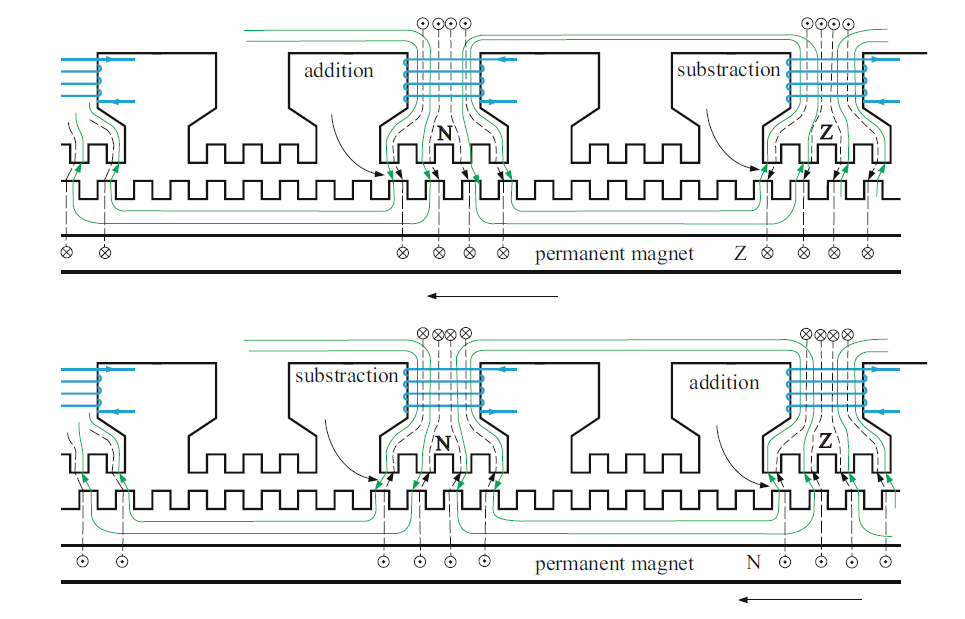 addition
substraction
N
Z
permanent magnet Z
substraction
addition
N
Z
permanent magnet N